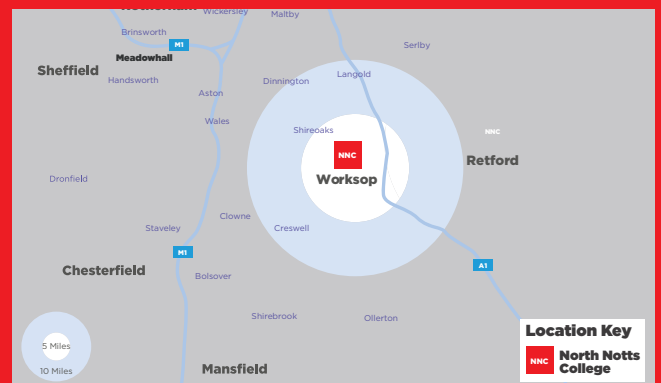 Wickersley
Maltby
Brinsworth
M1
Serlby
Meadowhall
Sheffield
Langold
Handsworth
Dinnington
Aston
Wales
Shireoaks
NNC
NNC
Retford
Worksop
Dronfield
Clowne
Staveley
Creswell
M1
A1
Chesterfield
Bolsover
Shirebrook
Ollerton
Location Key
5 Miles
NNC
North Notts
College
10 Miles
Mansfield